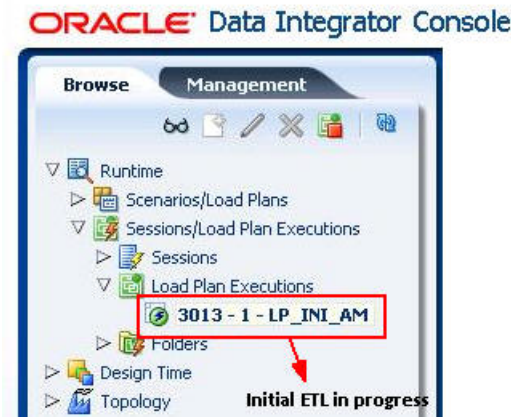 ORACLE Data Integrator Console
Browse Management
Runtime
Scenarios/Load Plans
Sessions/Load Plan Executions
Sessions
Load Plan Executions
3013 - 1 - LP_INI_AM
Folders
Design Time
Topology
Initial ETL in progress